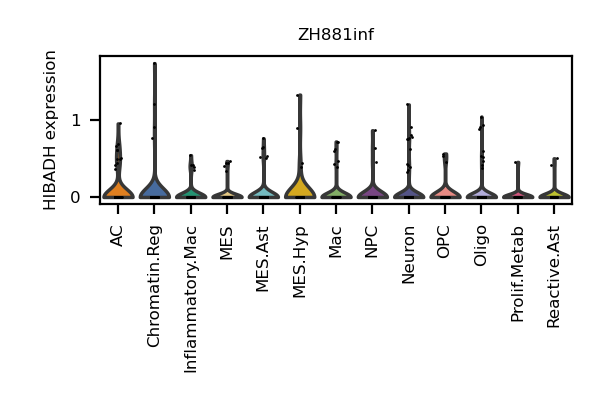 ZH881inf
HIBADH expression
1
0
AC
Chromatin.Reg
Inflammatory.Mac
MES
MES.Ast
MES.Hyp
Mac
NPC
Neuron
OPC
Oligo
Prolif.Metab
Reactive.Ast